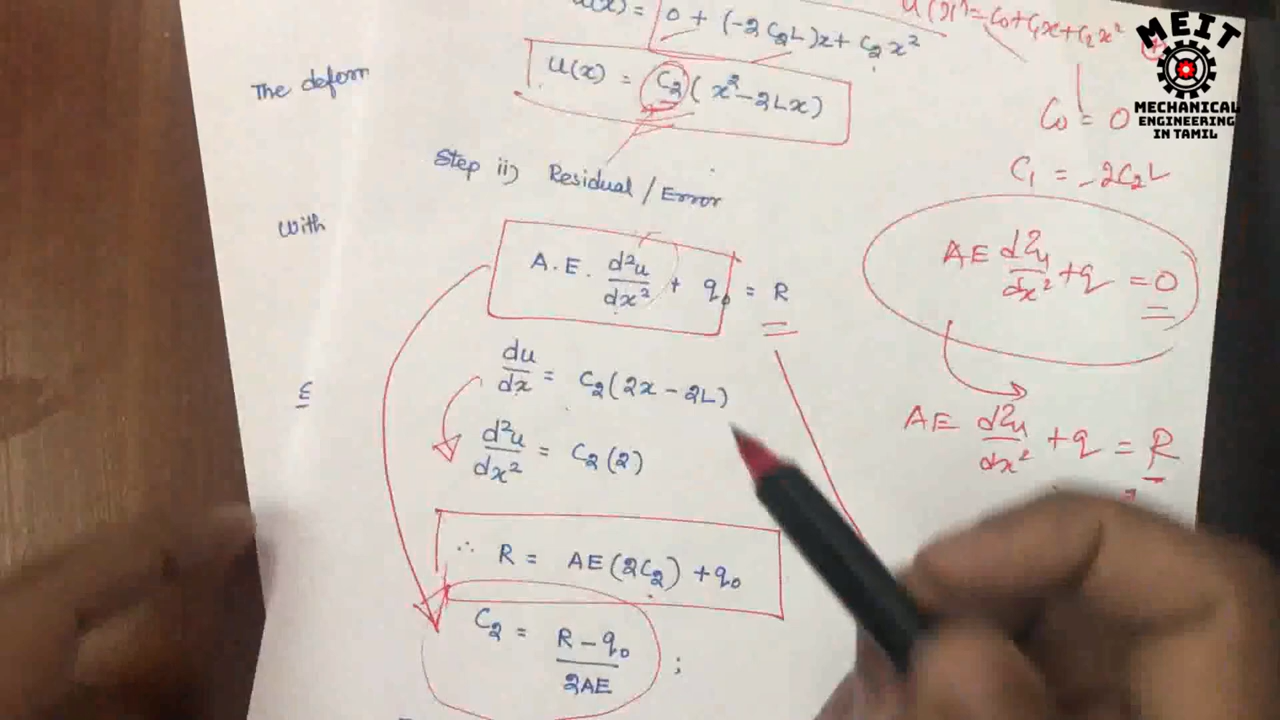 u(x) = 0 + (-2C₂L)x + C₂x²
U(x) = C₂(x² - 2Lx)
The deform
Step ii) Residual / Error
With
A.E. d²u/dx² + q₀ = R
du/dx = C₂(2x - 2L)
ε
d²u/dx² = C₂(2)
∴ R = AE(2C₂) + q₀
C₂ = R - q₀/2AE ;
U(x) = C₀ + C₁x + C₂x²
C₀ = 0
C₁ = -2C₂L
AE d²u/dx² + q = 0
AE d²u/dx² + q = R
MEIT
MECHANICAL
ENGINEERING
IN TAMIL